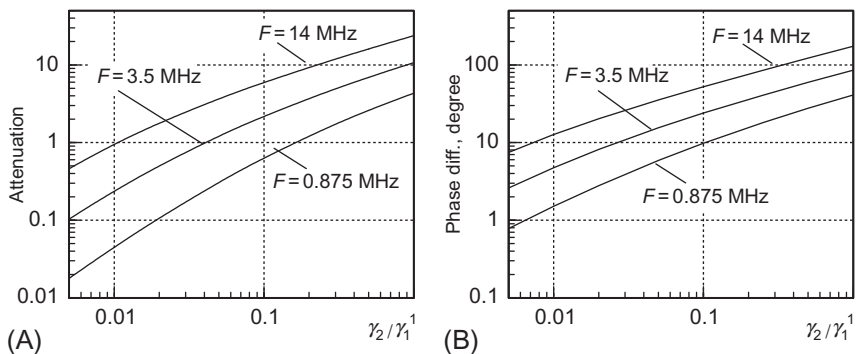 F = 14 MHz
F = 3.5 MHz
F = 0.875 MHz
Attenuation
10
1
0.1
0.01
0.01
0.1
1
γ2/γ1
(A)
F = 14 MHz
F = 3.5 MHz
F = 0.875 MHz
Phase diff., degree
100
10
1
0.1
0.01
0.1
1
γ2/γ1
(B)